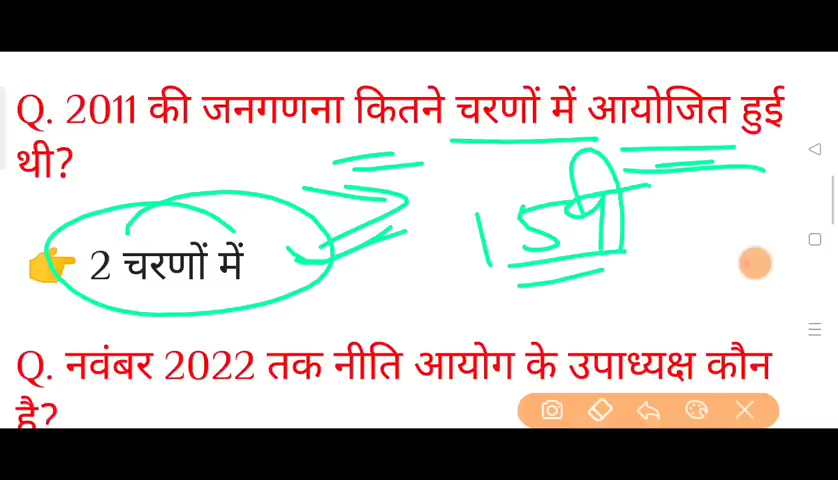 Q. 2011 की जनगणना कितने चरणों में आयोजित हुई
थी?
15वी
👉 2 चरणों में
Q. नवंबर 2022 तक नीति आयोग के उपाध्यक्ष कौन
है?